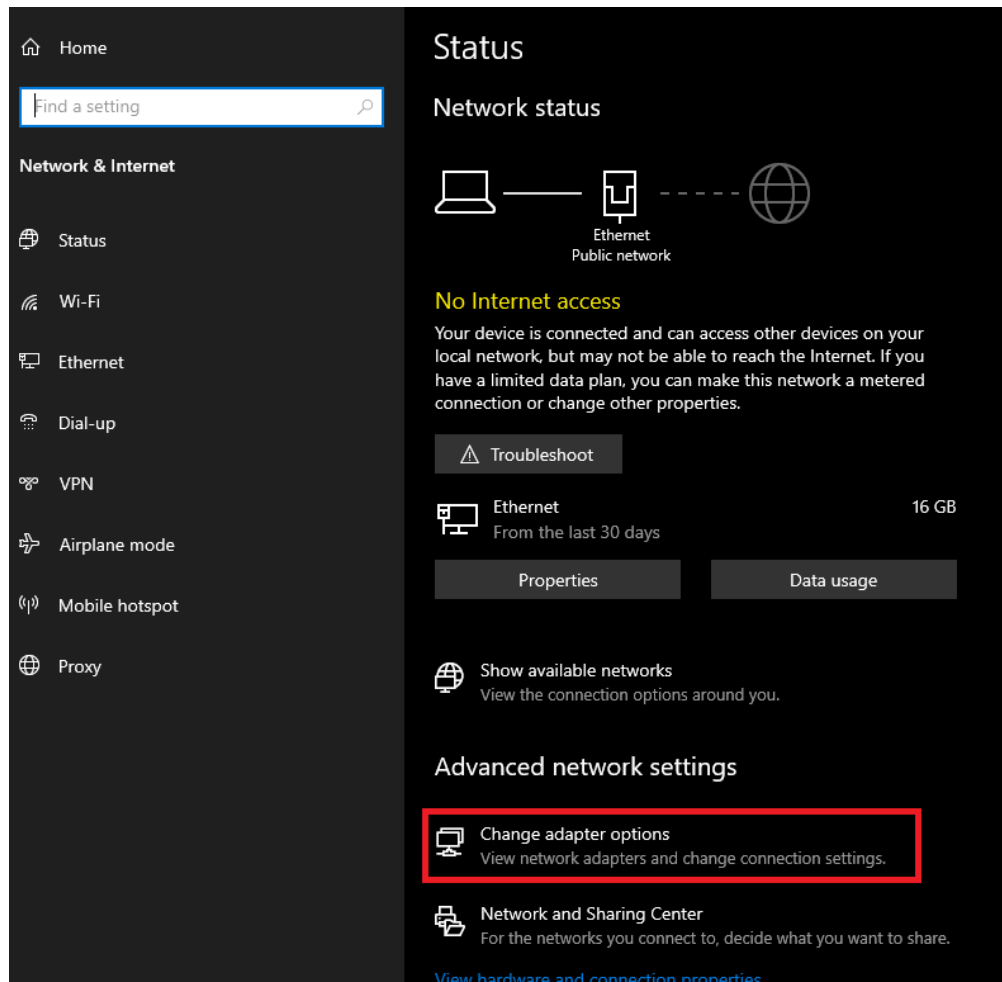 Home
Find a setting
Network & Internet
Status
Wi-Fi
Ethernet
Dial-up
VPN
Airplane mode
Mobile hotspot
Proxy
Status
Network status
Ethernet
Public network
No Internet access
Your device is connected and can access other devices on your
local network, but may not be able to reach the Internet. If you
have a limited data plan, you can make this network a metered
connection or change other properties.
Troubleshoot
Ethernet 16 GB
From the last 30 days
Properties Data usage
Show available networks
View the connection options around you.
Advanced network settings
Change adapter options
View network adapters and change connection settings.
Network and Sharing Center
For the networks you connect to, decide what you want to share.
View hardware and connection properties